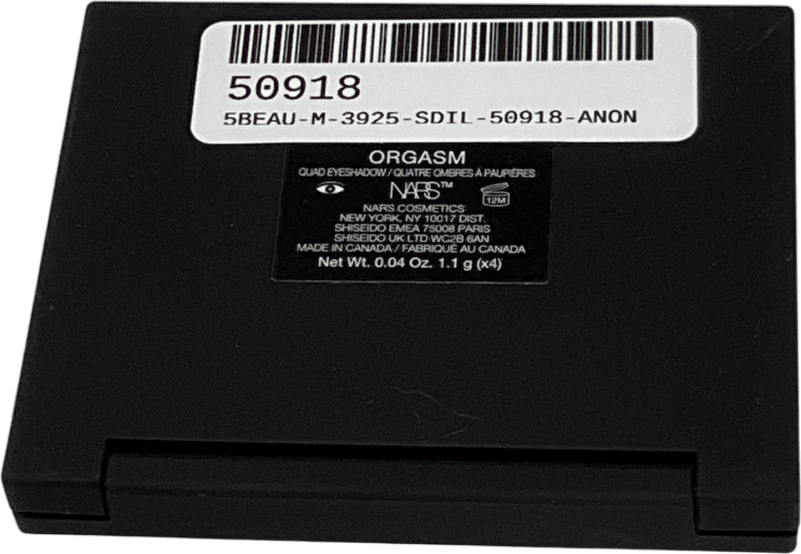 50918
5BEAU-M-3925-SDIL-50918-ANON
ORGASM
QUAD EYESHADOW / QUATRE OMBRES À PAUPIÈRES
NARS™
12M
NARS COSMETICS
NEW YORK, NY 10017 DIST.
SHISEIDO EMEA 75008 PARIS
SHISEIDO UK LTD WC2B 6AN
MADE IN CANADA / FABRIQUÉ AU CANADA
Net Wt. 0.04 Oz. 1.1 g (x4)